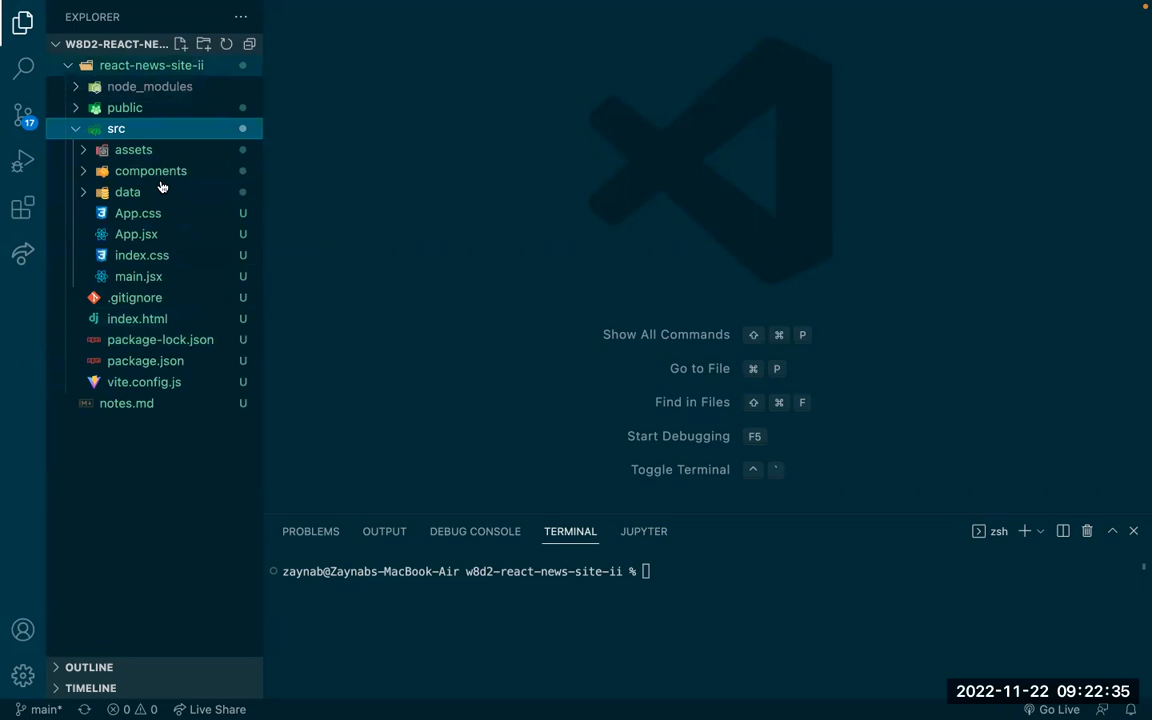 EXPLORER
W8D2-REACT-NE...
react-news-site-ii
node_modules
public
src
assets
components
data
App.css U
App.jsx U
index.css U
main.jsx U
.gitignore U
index.html U
package-lock.json U
package.json U
vite.config.js U
notes.md U
OUTLINE
TIMELINE
17
Show All Commands ⇧ ⌘ P
Go to File ⌘ P
Find in Files ⇧ ⌘ F
Start Debugging F5
Toggle Terminal ^ `
PROBLEMS OUTPUT DEBUG CONSOLE TERMINAL JUPYTER zsh
zaynab@Zaynabs-MacBook-Air w8d2-react-news-site-ii %
2022-11-22 09:22:35
main* 0 0 Live Share Go Live